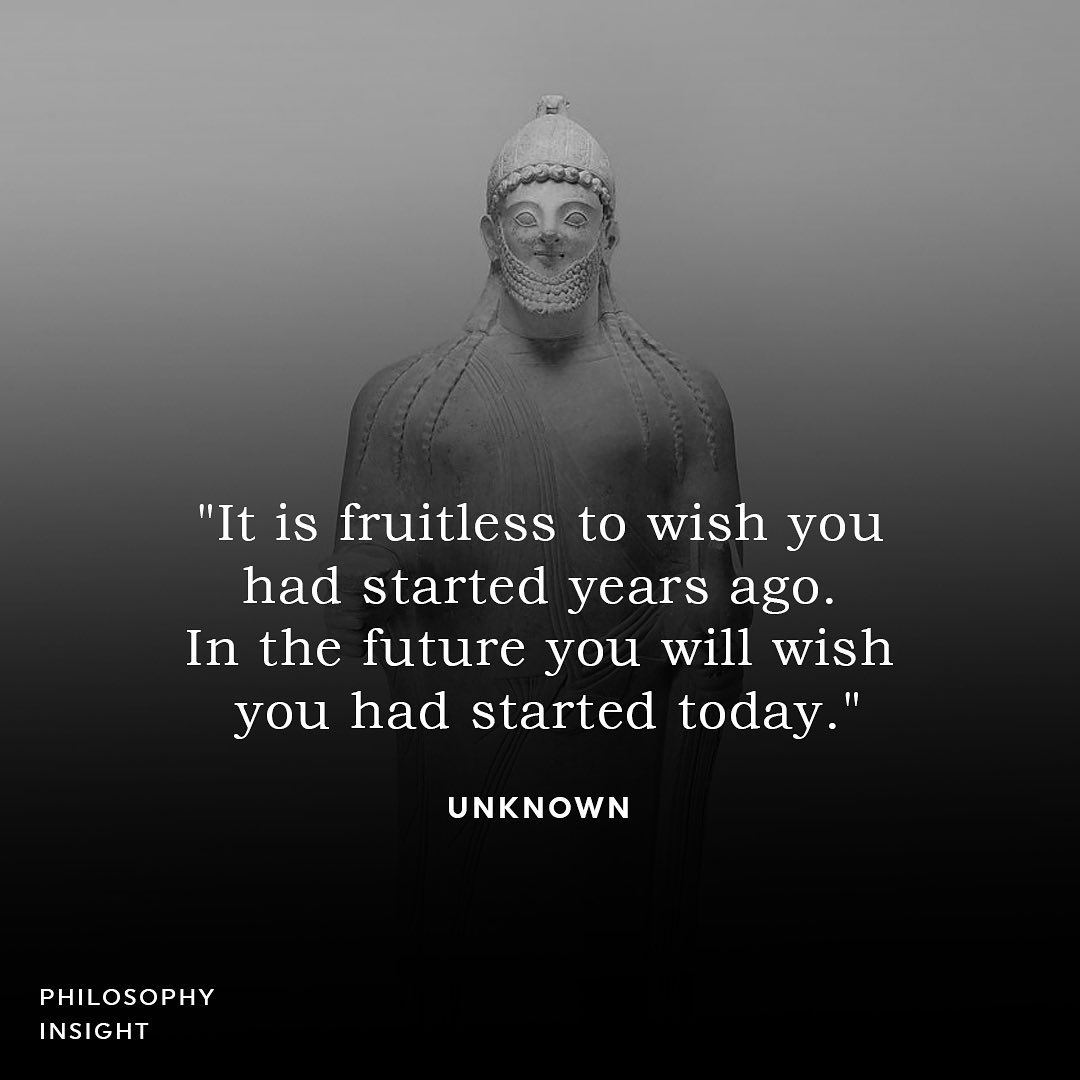 "It is fruitless to wish you
had started years ago.
In the future you will wish
you had started today."
UNKNOWN
PHILOSOPHY
INSIGHT